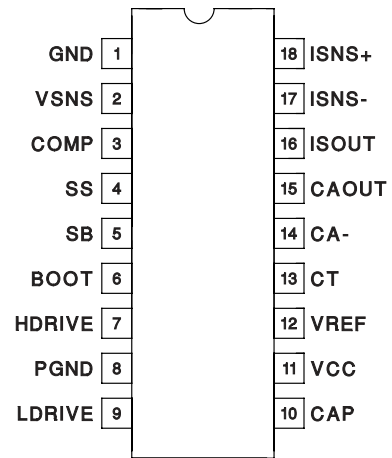 GND 1 18 ISNS+
VSNS 2 17 ISNS-
COMP 3 16 ISOUT
SS 4 15 CAOUT
SB 5 14 CA-
BOOT 6 13 CT
HDRIVE 7 12 VREF
PGND 8 11 VCC
LDRIVE 9 10 CAP